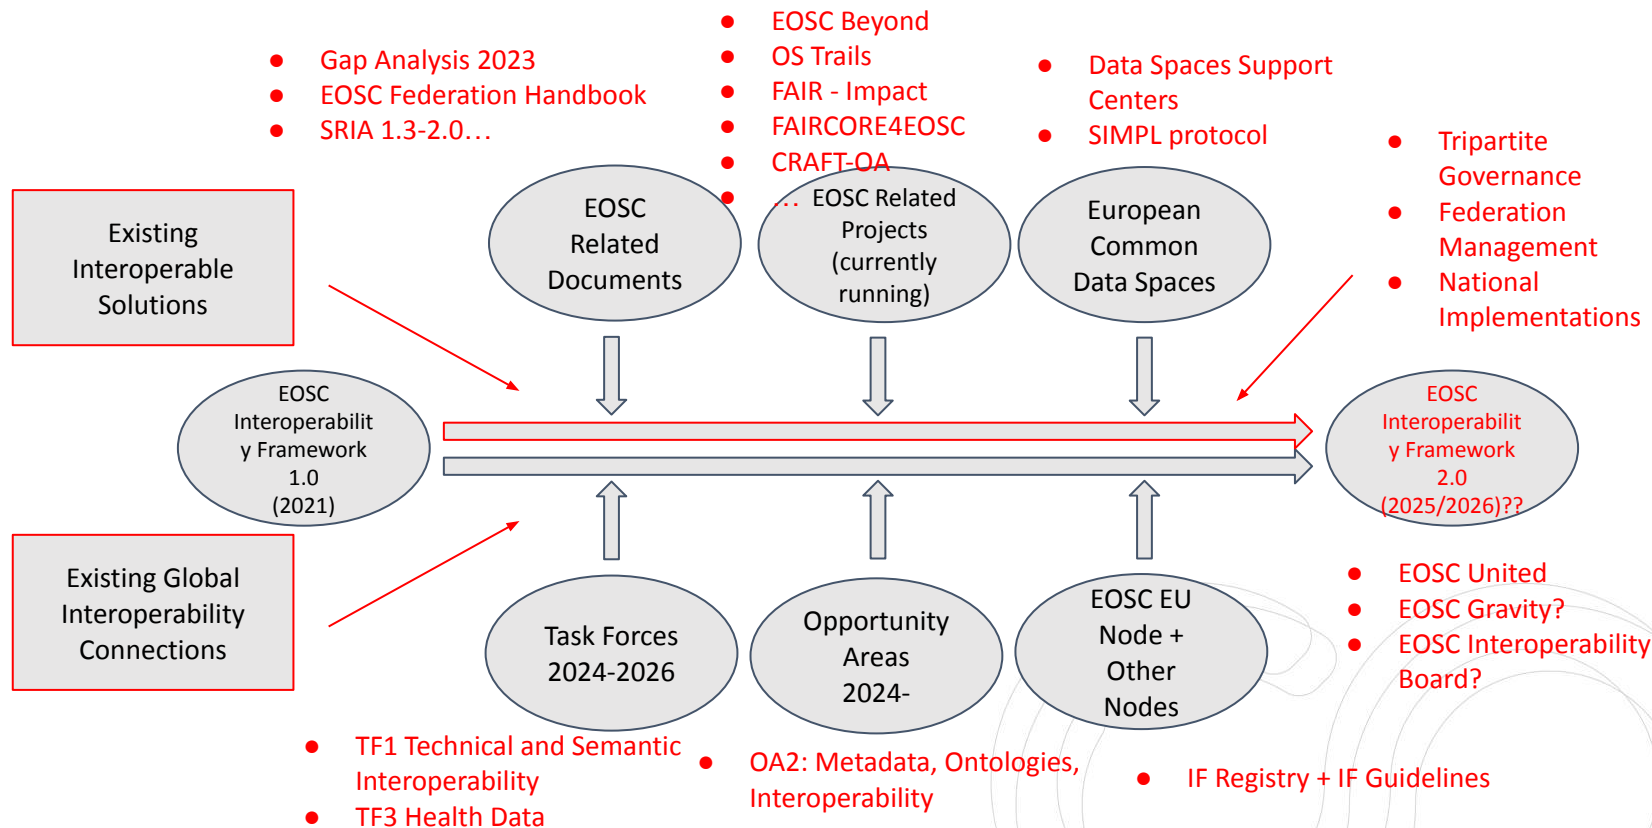 Gap Analysis 2023
EOSC Federation Handbook
SRIA 1.3-2.0…
EOSC Beyond
OS Trails
FAIR - Impact
FAIRCORE4EOSC
CRAFT-OA
…
Data Spaces Support
Centers
SIMPL protocol
Tripartite
Governance
Federation
Management
National
Implementations
Existing
Interoperable
Solutions
EOSC
Related
Documents
EOSC Related
Projects
(currently
running)
European
Common
Data Spaces
EOSC
Interoperabilit
y Framework
1.0
(2021)
EOSC
Interoperabilit
y Framework
2.0
(2025/2026)??
Existing Global
Interoperability
Connections
Task Forces
2024-2026
Opportunity
Areas
2024-
EOSC EU
Node +
Other
Nodes
EOSC United
EOSC Gravity?
EOSC Interoperability
Board?
TF1 Technical and Semantic
Interoperability
TF3 Health Data
OA2: Metadata, Ontologies,
Interoperability
IF Registry + IF Guidelines